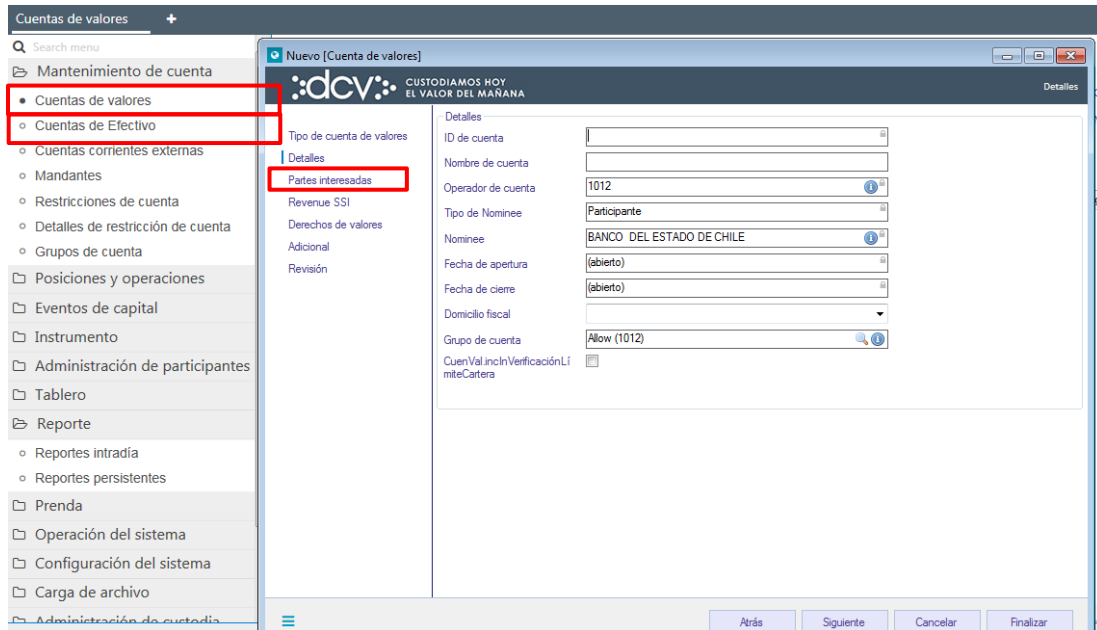 Cuentas de valores +
Search menu
Mantenimiento de cuenta
Cuentas de valores
Cuentas de Efectivo
Cuentas corrientes externas
Mandantes
Restricciones de cuenta
Detalles de restricción de cuenta
Grupos de cuenta
Posiciones y operaciones
Eventos de capital
Instrumento
Administración de participantes
Tablero
Reporte
Reportes intradía
Reportes persistentes
Prenda
Operación del sistema
Configuración del sistema
Carga de archivo
Administración de custodia
Nuevo [Cuenta de valores]
dcv CUSTODIAMOS HOY
EL VALOR DEL MAÑANA
Detalles
Tipo de cuenta de valores
Detalles
Partes interesadas
Revenue SSI
Derechos de valores
Adicional
Revisión
Detalles
ID de cuenta
Nombre de cuenta
Operador de cuenta 1012
Tipo de Nominee Participante
Nominee BANCO DEL ESTADO DE CHILE
Fecha de apertura (abierto)
Fecha de cierre (abierto)
Domicilio fiscal
Grupo de cuenta Allow (1012)
CuenVal.incInVerificaciónLí
miteCartera
Atrás Siguiente Cancelar Finalizar